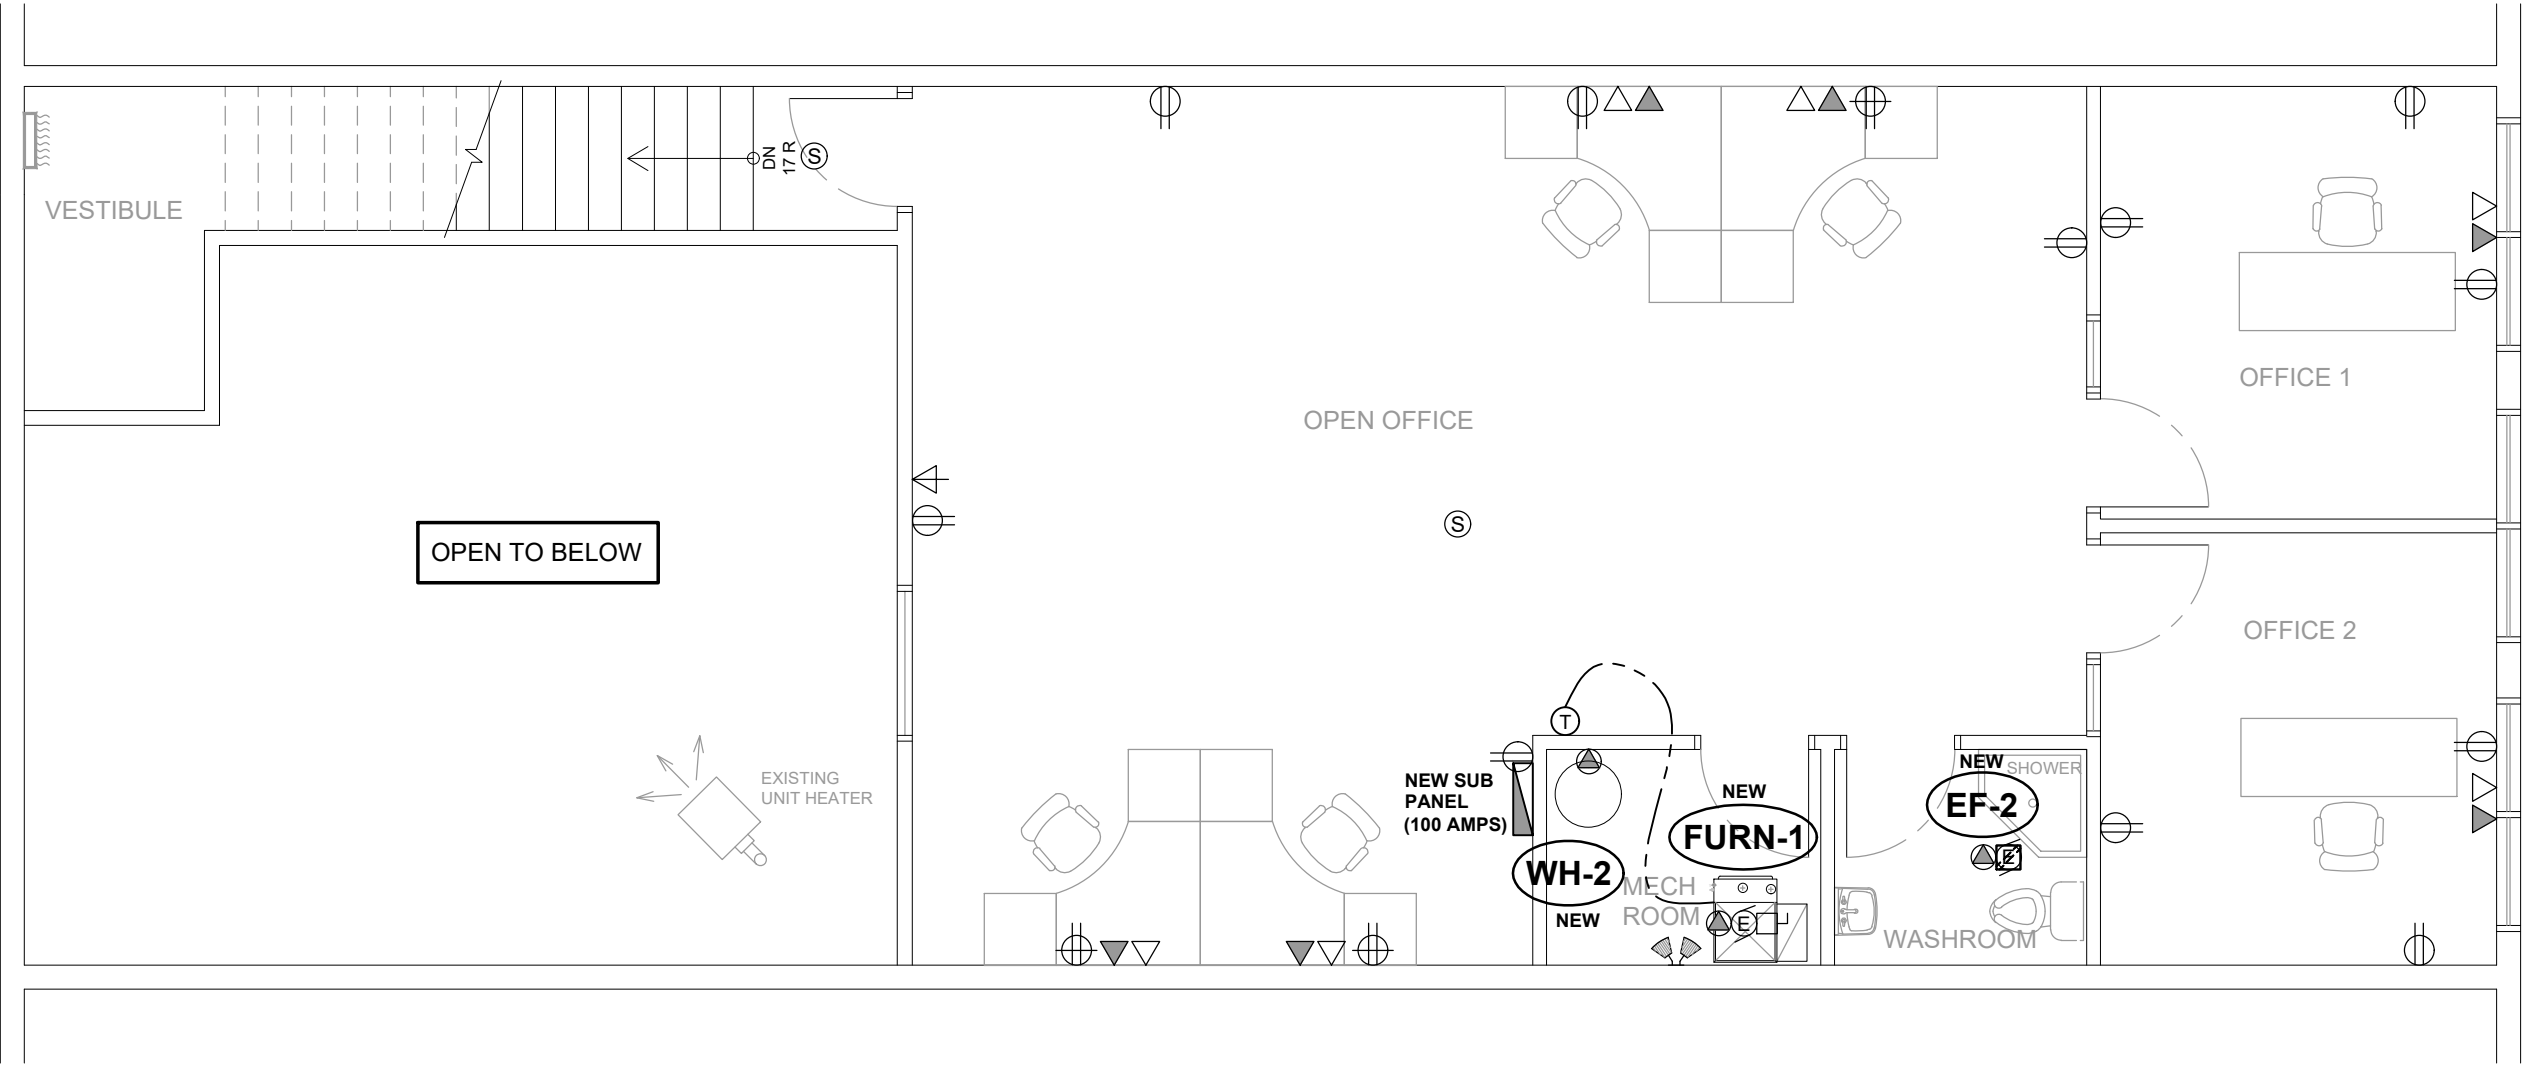 DN
17 R
S
VESTIBULE
OFFICE 1
OPEN OFFICE
S
OPEN TO BELOW
OFFICE 2
T
EXISTING
UNIT HEATER
NEW SUB
PANEL
(100 AMPS)
NEW
FURN-1
NEW
SHOWER
EF-2
E
WH-2
NEW
MECH
ROOM
E
WASHROOM